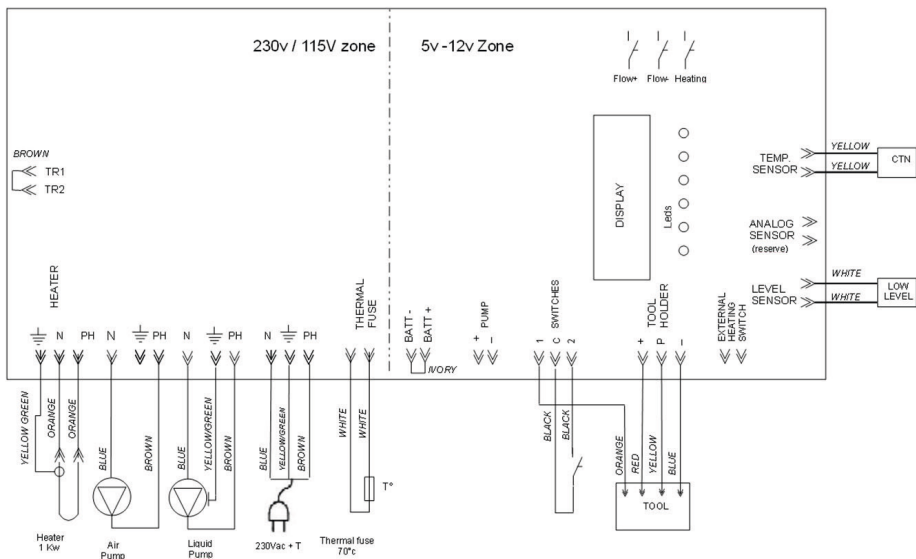 230v / 115V zone
5v -12v Zone
Flow+
Flow-
Heating
BROWN
TR1
TR2
DISPLAY
Leds
TEMP.
SENSOR
YELLOW
YELLOW
CTN
ANALOG
SENSOR
(reserve)
LEVEL
SENSOR
WHITE
WHITE
LOW
LEVEL
HEATER
N
PH
N
PH
N
PH
N
PH
THERMAL
FUSE
BATT -
BATT +
IVORY
+
PUMP
-
SWITCHES
1
C
2
TOOL
HOLDER
+
P
-
EXTERNAL
HEATING
SWITCH
YELLOW GREEN
ORANGE
ORANGE
BLUE
BROWN
BLUE
YELLOW/GREEN
BROWN
BLUE
YELLOW/GREEN
BROWN
WHITE
WHITE
T°
BLACK
BLACK
ORANGE
RED
YELLOW
BLUE
TOOL
Heater
1 Kw
Air
Pump
Liquid
Pump
230Vac + T
Thermal fuse
70°c